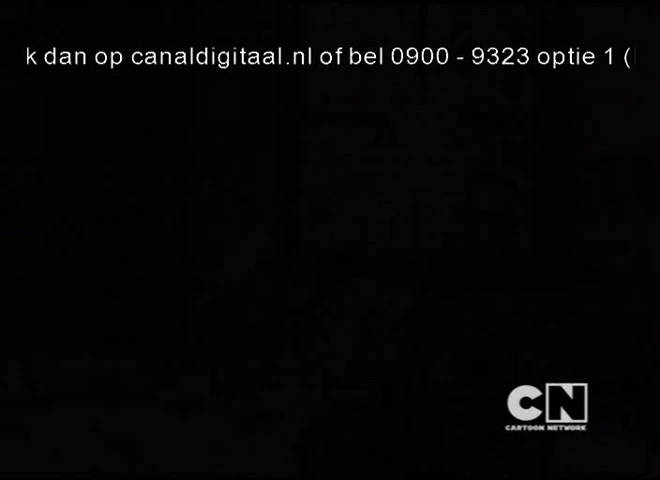 k dan op canaldigitaal.nl of bel 0900 - 9323 optie 1 (
CN
CARTOON NETWORK